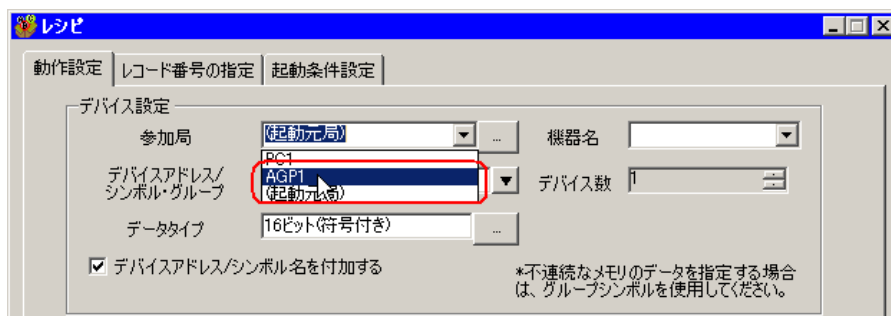 レシピ
動作設定 レコード番号の指定 起動条件設定
デバイス設定
参加局 (起動元局) ... 機器名
PC1
AGP1
(起動元局)
デバイスアドレス/
シンボル・グループ
デバイス数 1
データタイプ 16ビット(符号付き) ...
デバイスアドレス/シンボル名を付加する
*不連続なメモリのデータを指定する場合
は、グループシンボルを使用してください。